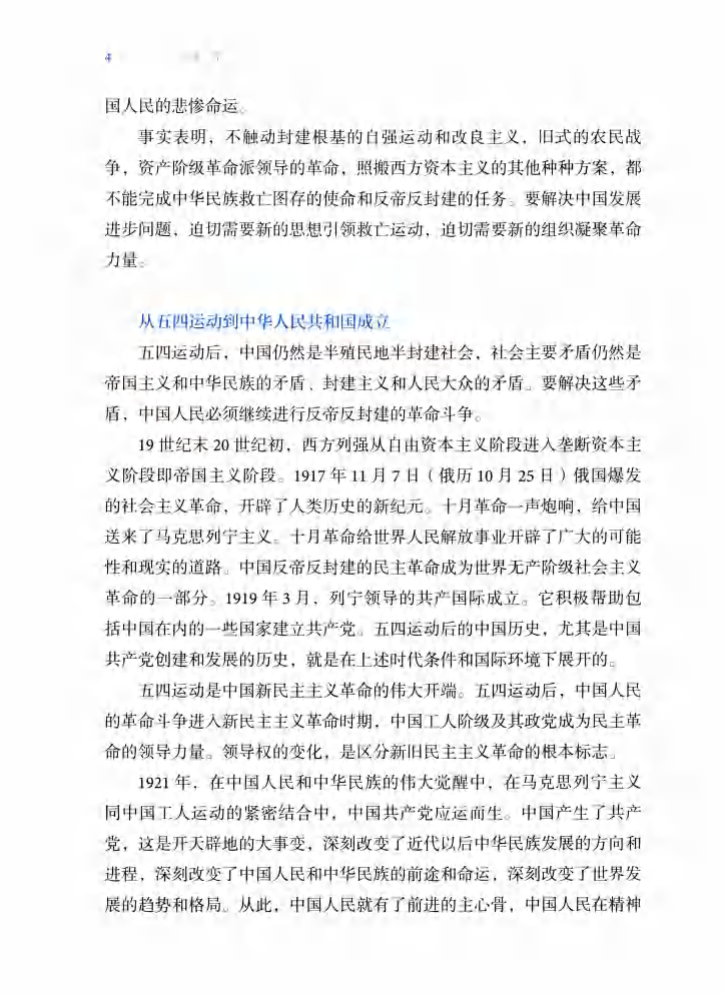 4
国人民的悲惨命运。
事实表明，不触动封建根基的自强运动和改良主义，旧式的农民战
争，资产阶级革命派领导的革命，照搬西方资本主义的其他种种方案，都
不能完成中华民族救亡图存的使命和反帝反封建的任务。要解决中国发展
进步问题，迫切需要新的思想引领救亡运动，迫切需要新的组织凝聚革命
力量。
从五四运动到中华人民共和国成立
五四运动后，中国仍然是半殖民地半封建社会，社会主要矛盾仍然是
帝国主义和中华民族的矛盾、封建主义和人民大众的矛盾。要解决这些矛
盾，中国人民必须继续进行反帝反封建的革命斗争。
19 世纪末 20 世纪初，西方列强从自由资本主义阶段进入垄断资本主
义阶段即帝国主义阶段。1917 年 11 月 7 日（俄历 10 月 25 日）俄国爆发
的社会主义革命，开辟了人类历史的新纪元。十月革命一声炮响，给中国
送来了马克思列宁主义。十月革命给世界人民解放事业开辟了广大的可能
性和现实的道路。中国反帝反封建的民主革命成为世界无产阶级社会主义
革命的一部分。1919 年 3 月，列宁领导的共产国际成立。它积极帮助包
括中国在内的一些国家建立共产党。五四运动后的中国历史，尤其是中国
共产党创建和发展的历史，就是在上述时代条件和国际环境下展开的。
五四运动是中国新民主主义革命的伟大开端。五四运动后，中国人民
的革命斗争进入新民主主义革命时期，中国工人阶级及其政党成为民主革
命的领导力量。领导权的变化，是区分新旧民主主义革命的根本标志。
1921 年，在中国人民和中华民族的伟大觉醒中，在马克思列宁主义
同中国工人运动的紧密结合中，中国共产党应运而生。中国产生了共产
党，这是开天辟地的大事变，深刻改变了近代以后中华民族发展的方向和
进程，深刻改变了中国人民和中华民族的前途和命运，深刻改变了世界发
展的趋势和格局。从此，中国人民就有了前进的主心骨，中国人民在精神